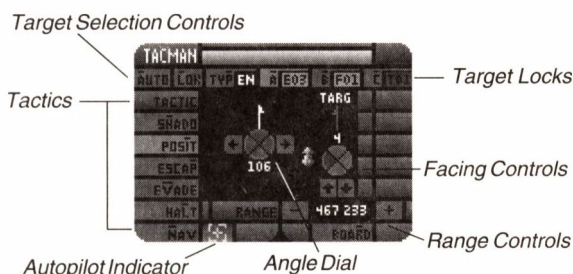 Target Selection Controls
TACMAN
AUTO LOK TYP EN A E03 B F01 C T01
Target Locks
Tactics
TACTIC
TARG
SHADO
POSIT
4
106
ESCAP
Facing Controls
EVADE
HALT RANGE - 467 233 +
NAV BOARD
Range Controls
Autopilot Indicator
Angle Dial